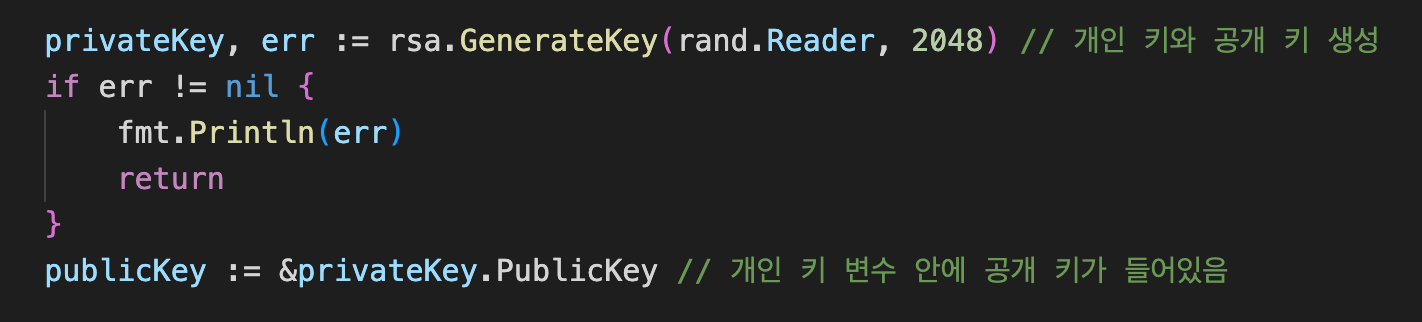 privateKey, err := rsa.GenerateKey(rand.Reader, 2048) // 개인 키와 공개 키 생성
if err != nil {
    fmt.Println(err)
    return
}
publicKey := &privateKey.PublicKey // 개인 키 변수 안에 공개 키가 들어있음